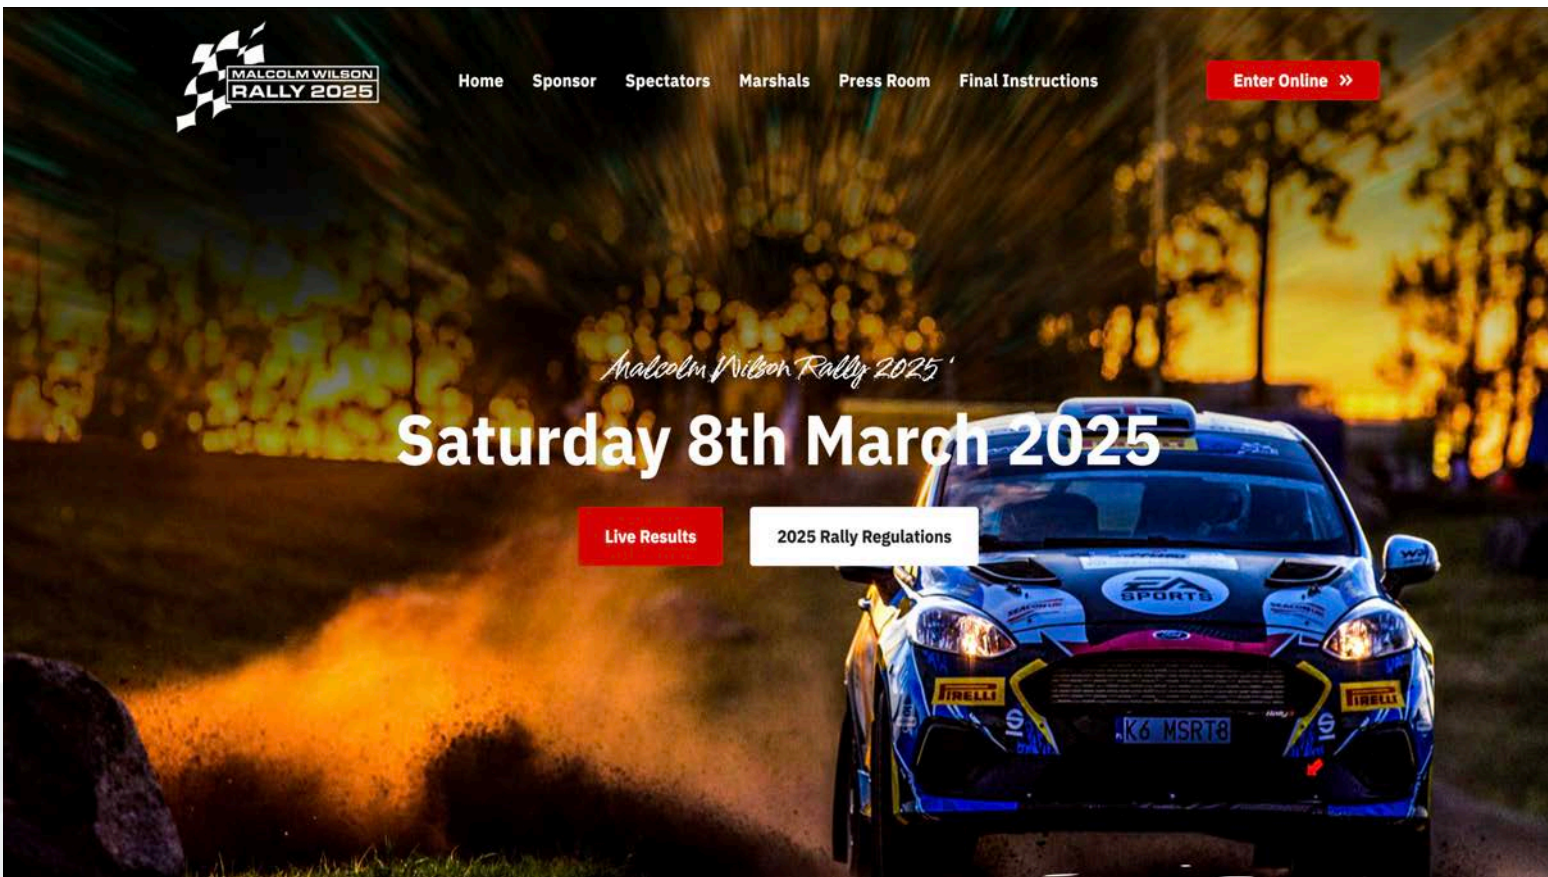 MALCOLM WILSON
RALLY 2025
Home Sponsor Spectators Marshals Press Room Final Instructions
Enter Online »
Malcolm Wilson Rally 2025 '
Saturday 8th March 2025
Live Results
2025 Rally Regulations
EA
SPORTS
Ford
PIRELLI
PIRELLI
K6 MSRT8